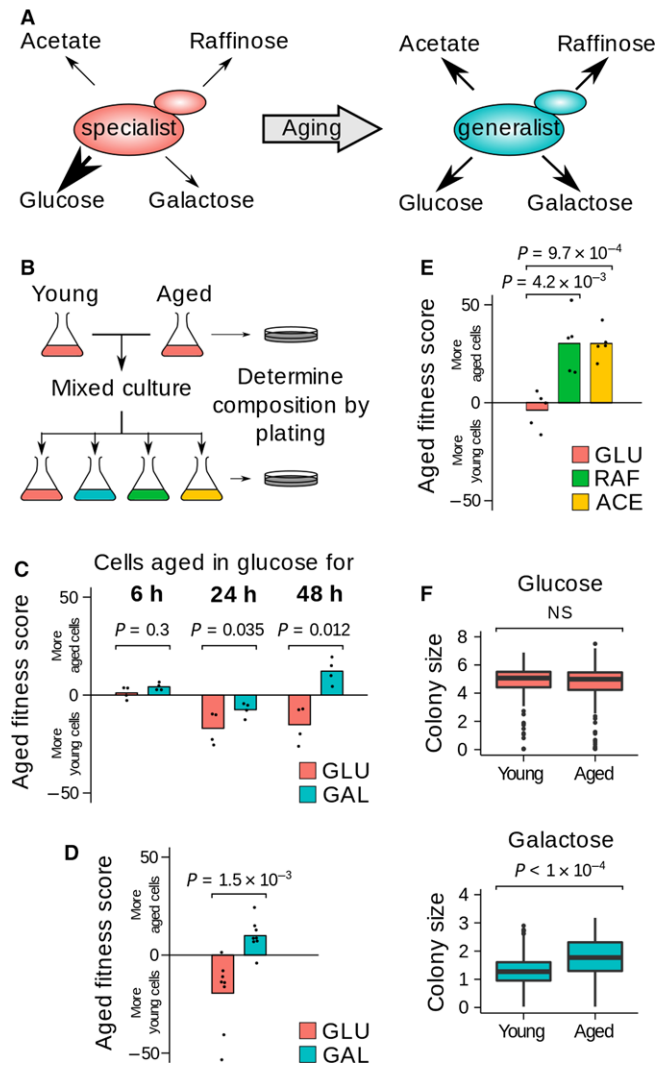 A
Acetate
Raffinose
specialist
Glucose
Galactose
Aging
Acetate
Raffinose
generalist
Glucose
Galactose
B
Young
Aged
Mixed culture
Determine
composition by
plating
C
Cells aged in glucose for
6 h
24 h
48 h
P = 0.3
P = 0.035
P = 0.012
Aged fitness score
More
aged cells
More
young cells
50
0
−50
GLU
GAL
D
Aged fitness score
More
aged cells
More
young cells
50
0
−50
P = 1.5 × 10⁻³
GLU
GAL
E
P = 9.7 × 10⁻⁴
P = 4.2 × 10⁻³
Aged fitness score
More
aged cells
More
young cells
50
0
−50
GLU
RAF
ACE
F
Glucose
NS
Colony size
8
6
4
2
0
Young
Aged
Galactose
P < 1 × 10⁻⁴
Colony size
4
3
2
1
0
Young
Aged